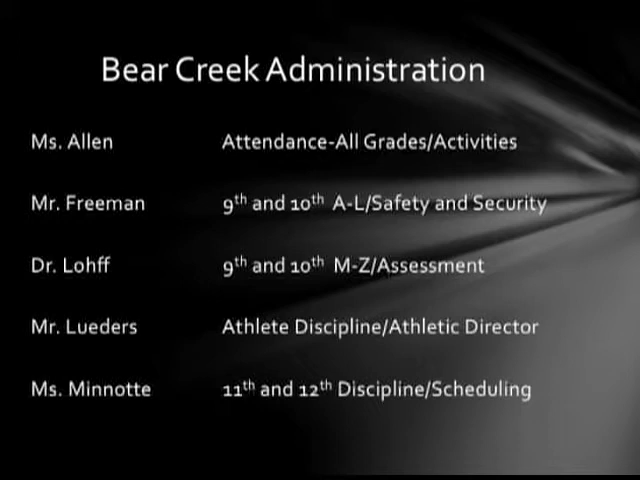 Bear Creek Administration
Ms. Allen Attendance-All Grades/Activities
Mr. Freeman 9th and 10th A-L/Safety and Security
Dr. Lohff 9th and 10th M-Z/Assessment
Mr. Lueders Athlete Discipline/Athletic Director
Ms. Minnotte 11th and 12th Discipline/Scheduling